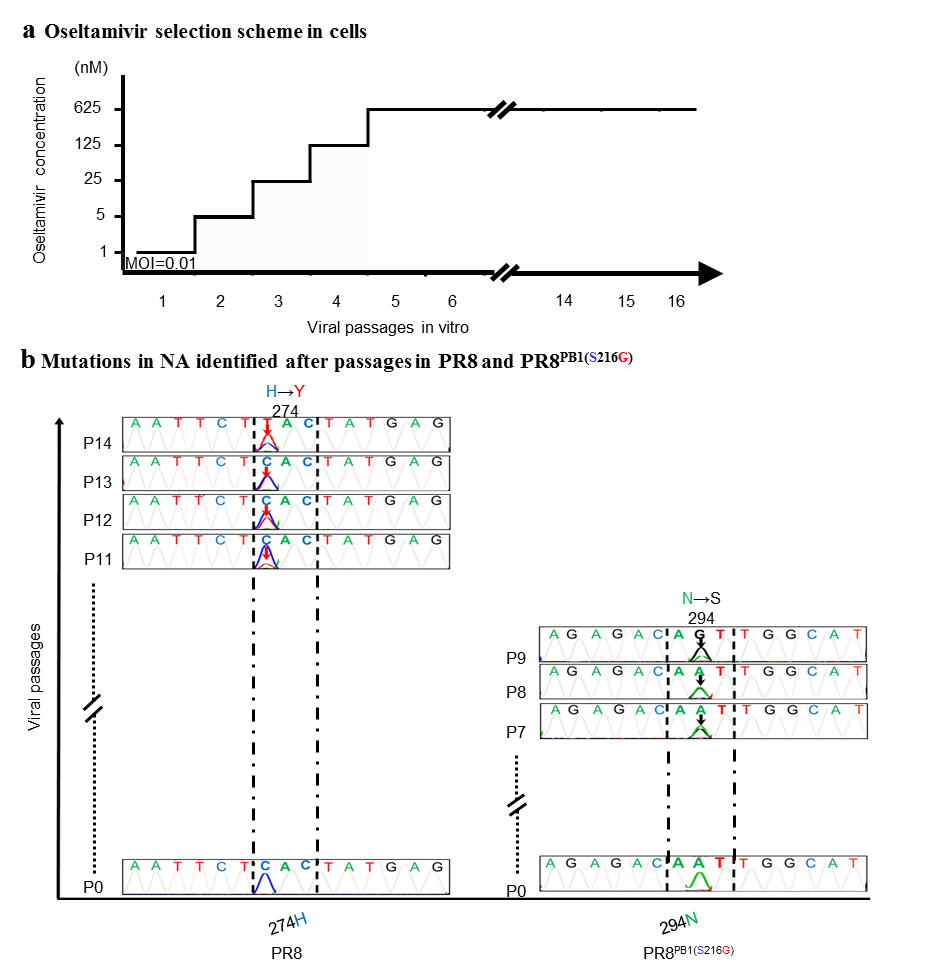 a Oseltamivir selection scheme in cells
(nM)
Oseltamivir concentration
625
125
25
5
1
MOI=0.01
1 2 3 4 5 6 14 15 16
Viral passages in vitro
b Mutations in NA identified after passages in PR8 and PR8PB1(S216G)
H→Y
274
P14 A A T T C T T A C T A T G A G
P13 A A T T C T C A C T A T G A G
P12 A A T T C T C A C T A T G A G
P11 A A T T C T C A C T A T G A G
N→S
294
P9 A G A G A C A G T T G G C A T
P8 A G A G A C A A T T G G C A T
P7 A G A G A C A A T T G G C A T
Viral passages
P0 A A T T C T C A C T A T G A G
P0 A G A G A C A A T T G G C A T
274H
294N
PR8
PR8PB1(S216G)